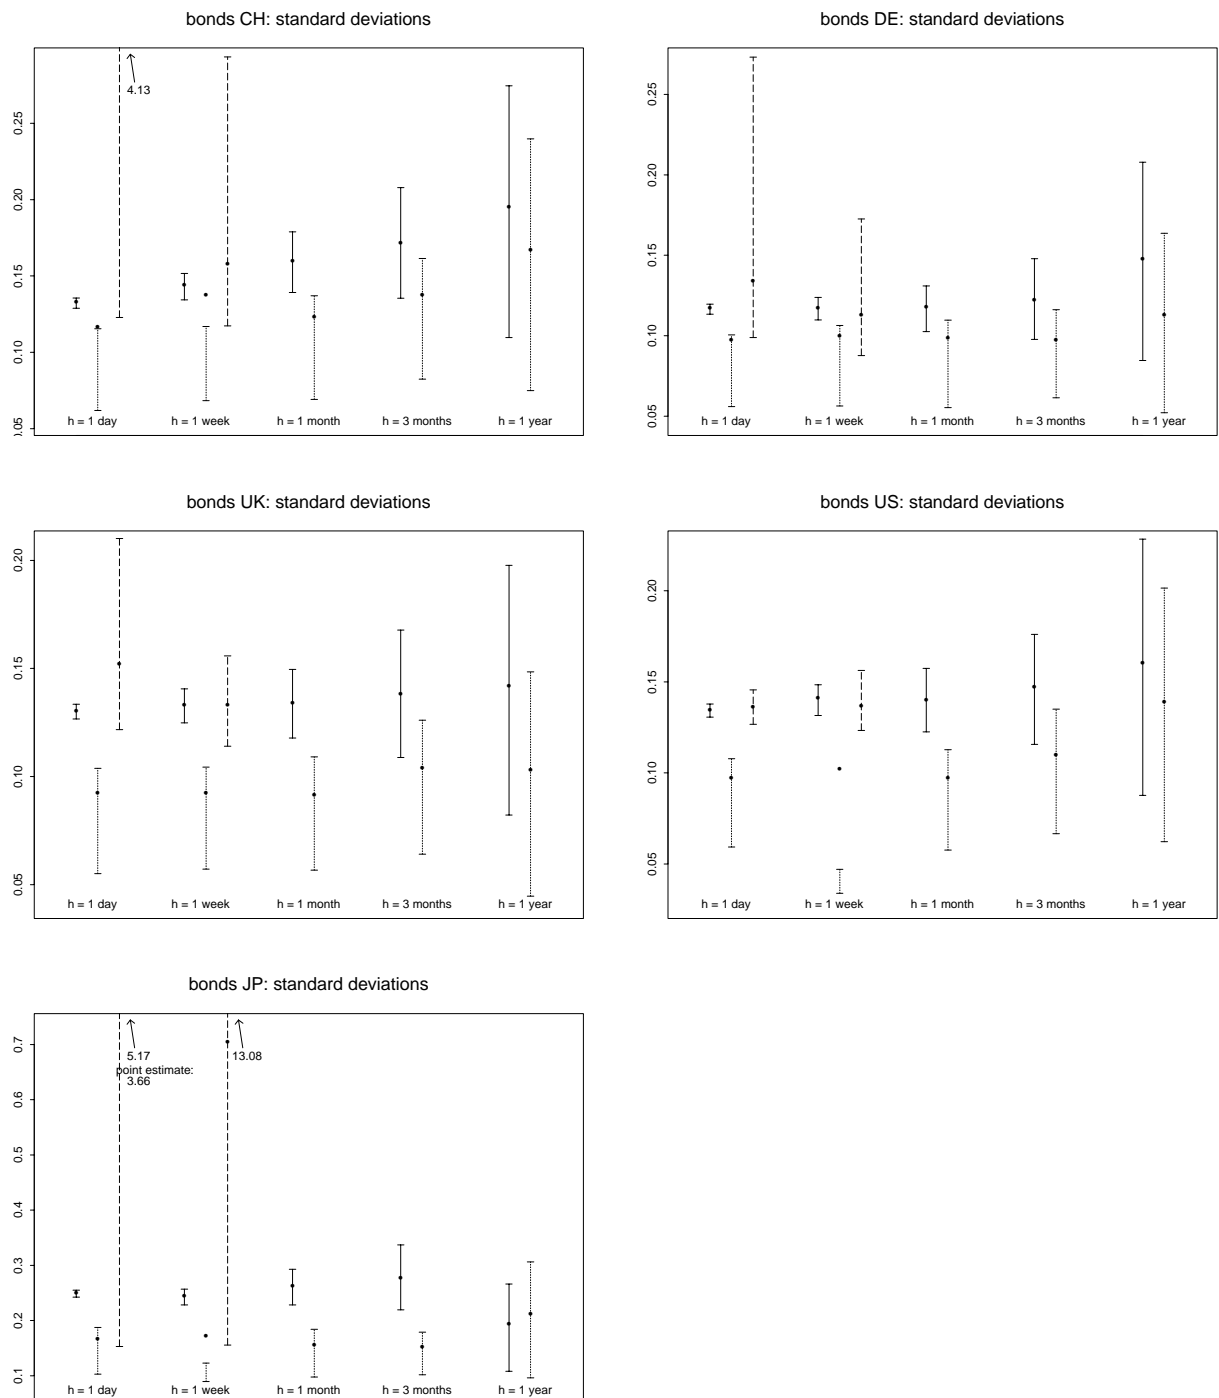 bonds CH: standard deviations
4.13
0.25
0.20
0.15
0.10
0.05
h = 1 day
h = 1 week
h = 1 month
h = 3 months
h = 1 year
bonds DE: standard deviations
0.25
0.20
0.15
0.10
0.05
h = 1 day
h = 1 week
h = 1 month
h = 3 months
h = 1 year
bonds UK: standard deviations
0.20
0.15
0.10
0.05
h = 1 day
h = 1 week
h = 1 month
h = 3 months
h = 1 year
bonds US: standard deviations
0.20
0.15
0.10
0.05
h = 1 day
h = 1 week
h = 1 month
h = 3 months
h = 1 year
bonds JP: standard deviations
5.17
point estimate:
3.66
13.08
0.7
0.6
0.5
0.4
0.3
0.2
0.1
h = 1 day
h = 1 week
h = 1 month
h = 3 months
h = 1 year